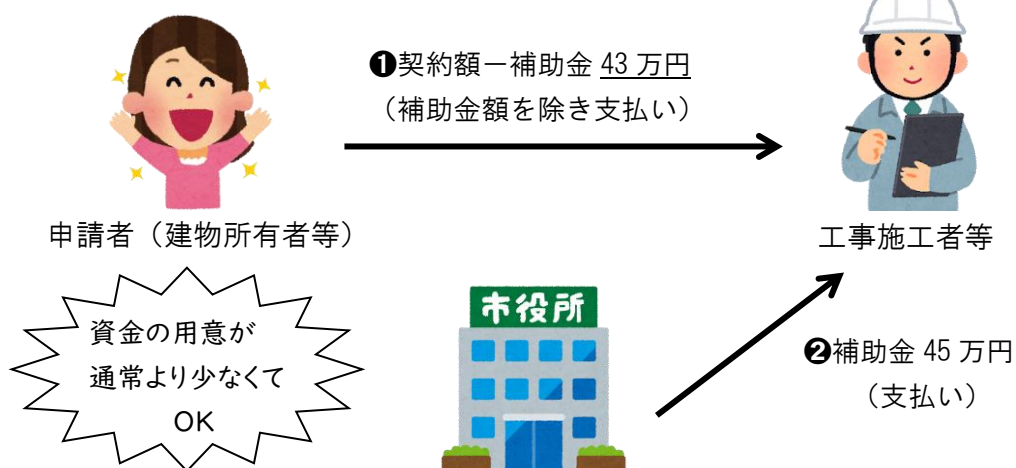 ❶契約額－補助金 43 万円
（補助金額を除き支払い）
申請者（建物所有者等）
工事施工者等
資金の用意が
通常より少なくて
OK
市役所
❷補助金 45 万円
（支払い）